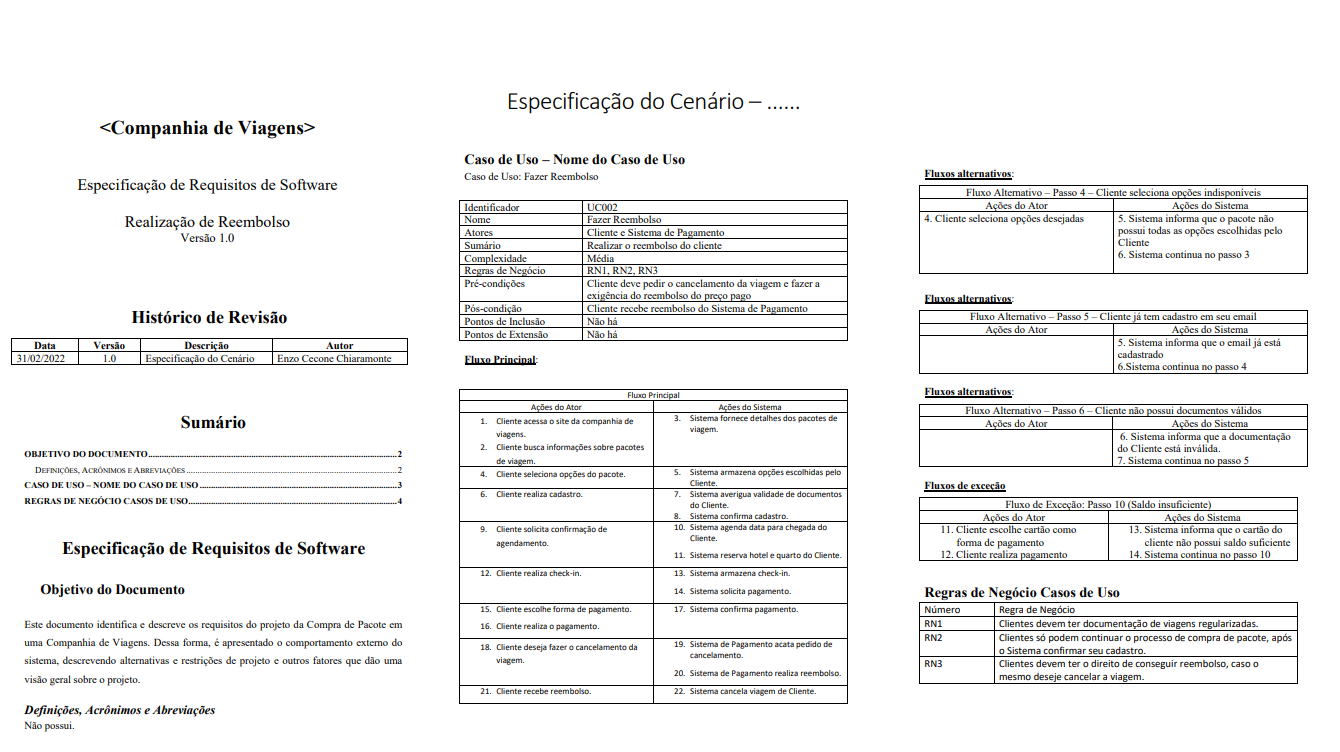 <Companhia de Viagens>
Especificação de Requisitos de Software
Realização de Reembolso
Versão 1.0
Histórico de Revisão
Data Versão Descrição Autor
31/02/2022 1.0 Especificação do Cenário Enzo Cecone Chiaramonte
Sumário
OBJETIVO DO DOCUMENTO 2
DEFINIÇÕES, ACRÔNIMOS E ABREVIAÇÕES 2
CASO DE USO – NOME DO CASO DE USO 3
REGRAS DE NEGÓCIO CASOS DE USO 4
Especificação de Requisitos de Software
Objetivo do Documento
Este documento identifica e descreve os requisitos do projeto da Compra de Pacote em
uma Companhia de Viagens. Dessa forma, é apresentado o comportamento externo do
sistema, descrevendo alternativas e restrições de projeto e outros fatores que dão uma
visão geral sobre o projeto.
Definições, Acrônimos e Abreviações
Não possui.
Especificação do Cenário – ......
Caso de Uso – Nome do Caso de Uso
Caso de Uso: Fazer Reembolso
Identificador UC002
Nome Fazer Reembolso
Atores Cliente e Sistema de Pagamento
Sumário Realizar o reembolso do cliente
Complexidade Média
Regras de Negócio RN1, RN2, RN3
Pré-condições Cliente deve pedir o cancelamento da viagem e fazer a
exigência do reembolso do preço pago
Pós-condição Cliente recebe reembolso do Sistema de Pagamento
Pontos de Inclusão Não há
Pontos de Extensão Não há
Fluxo Principal:
Fluxo Principal
Ações do Ator Ações do Sistema
1. Cliente acessa o site da companhia de
viagens.
2. Cliente busca informações sobre pacotes
de viagem.
3. Sistema fornece detalhes dos pacotes de
viagem.
4. Cliente seleciona opções do pacote.
5. Sistema armazena opções escolhidas pelo
Cliente.
6. Cliente realiza cadastro.
7. Sistema averigua validade de documentos
do Cliente.
8. Sistema confirma cadastro.
9. Cliente solicita confirmação de
agendamento.
10. Sistema agenda data para chegada do
Cliente.
11. Sistema reserva hotel e quarto do Cliente.
12. Cliente realiza check-in.
13. Sistema armazena check-in.
14. Sistema solicita pagamento.
15. Cliente escolhe forma de pagamento.
16. Cliente realiza o pagamento.
17. Sistema confirma pagamento.
18. Cliente deseja fazer o cancelamento da
viagem.
19. Sistema de Pagamento acata pedido de
cancelamento.
20. Sistema de Pagamento realiza reembolso.
21. Cliente recebe reembolso.
22. Sistema cancela viagem de Cliente.
Fluxos alternativos:
Fluxo Alternativo – Passo 4 – Cliente seleciona opções indisponíveis
Ações do Ator Ações do Sistema
4. Cliente seleciona opções desejadas
5. Sistema informa que o pacote não
possui todas as opções escolhidas pelo
Cliente
6. Sistema continua no passo 3
Fluxos alternativos:
Fluxo Alternativo – Passo 5 – Cliente já tem cadastro em seu email
Ações do Ator Ações do Sistema
5. Sistema informa que o email já está
cadastrado
6.Sistema continua no passo 4
Fluxos alternativos:
Fluxo Alternativo – Passo 6 – Cliente não possui documentos válidos
Ações do Ator Ações do Sistema
6. Sistema informa que a documentação
do Cliente está inválida.
7. Sistema continua no passo 5
Fluxos de exceção
Fluxo de Exceção: Passo 10 (Saldo insuficiente)
Ações do Ator Ações do Sistema
11. Cliente escolhe cartão como
forma de pagamento
12. Cliente realiza pagamento
13. Sistema informa que o cartão do
cliente não possui saldo suficiente
14. Sistema continua no passo 10
Regras de Negócio Casos de Uso
Número Regra de Negócio
RN1 Clientes devem ter documentação de viagens regularizadas.
RN2 Clientes só podem continuar o processo de compra de pacote, após
o Sistema confirmar seu cadastro.
RN3 Clientes devem ter o direito de conseguir reembolso, caso o
mesmo deseje cancelar a viagem.